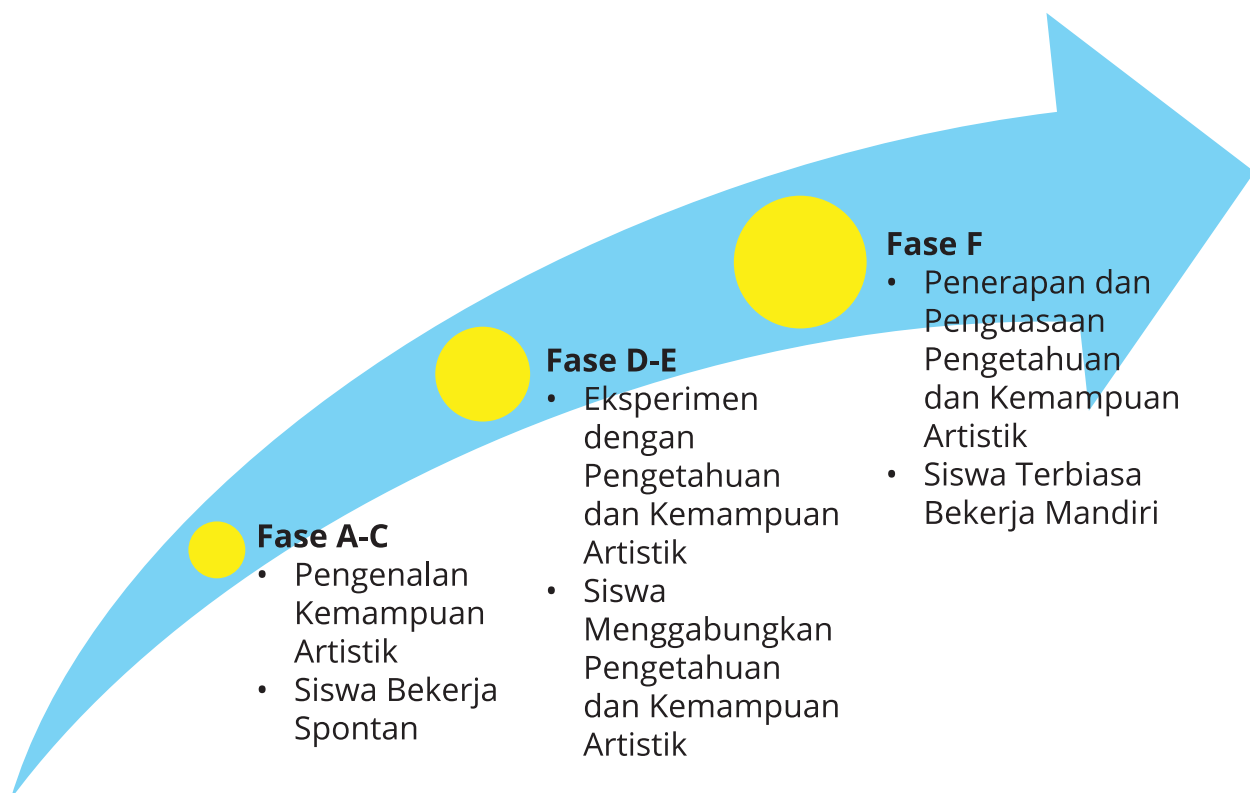 Fase A-C
• Pengenalan
Kemampuan
Artistik
• Siswa Bekerja
Spontan
Fase D-E
• Eksperimen
dengan
Pengetahuan
dan Kemampuan
Artistik
• Siswa
Menggabungkan
Pengetahuan
dan Kemampuan
Artistik
Fase F
• Penerapan dan
Penguasaan
Pengetahuan
dan Kemampuan
Artistik
• Siswa Terbiasa
Bekerja Mandiri